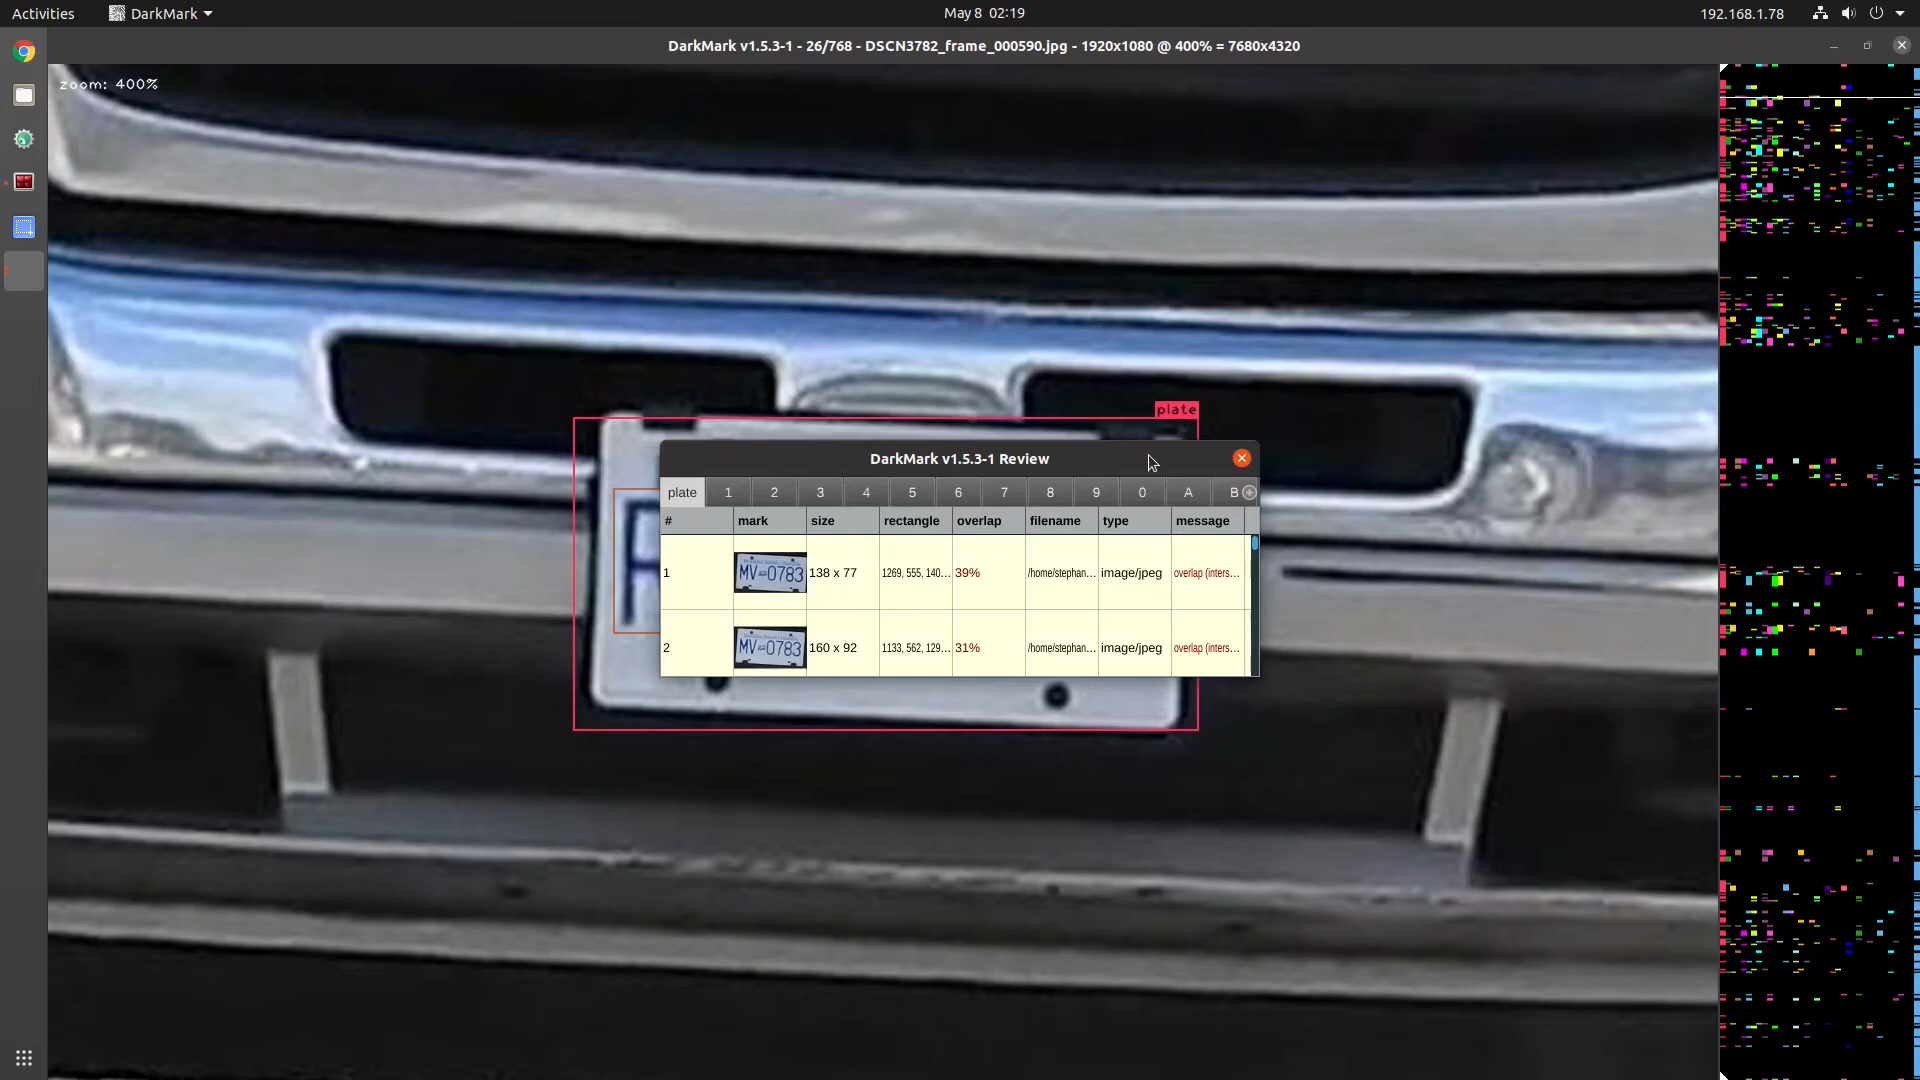 Activities DarkMark May 8 02:19 192.168.1.78
DarkMark v1.5.3-1 - 26/768 - DSCN3782_frame_000590.jpg - 1920x1080 @ 400% = 7680x4320
zoom: 400%
plate
DarkMark v1.5.3-1 Review
plate 1 2 3 4 5 6 7 8 9 0 A B
# mark size rectangle overlap filename type message
1 MV 0783 138 x 77 1269, 555, 140... 39% /home/stephan... image/jpeg overlap (inters...
2 MV 0783 160 x 92 1133, 562, 129... 31% /home/stephan... image/jpeg overlap (inters...